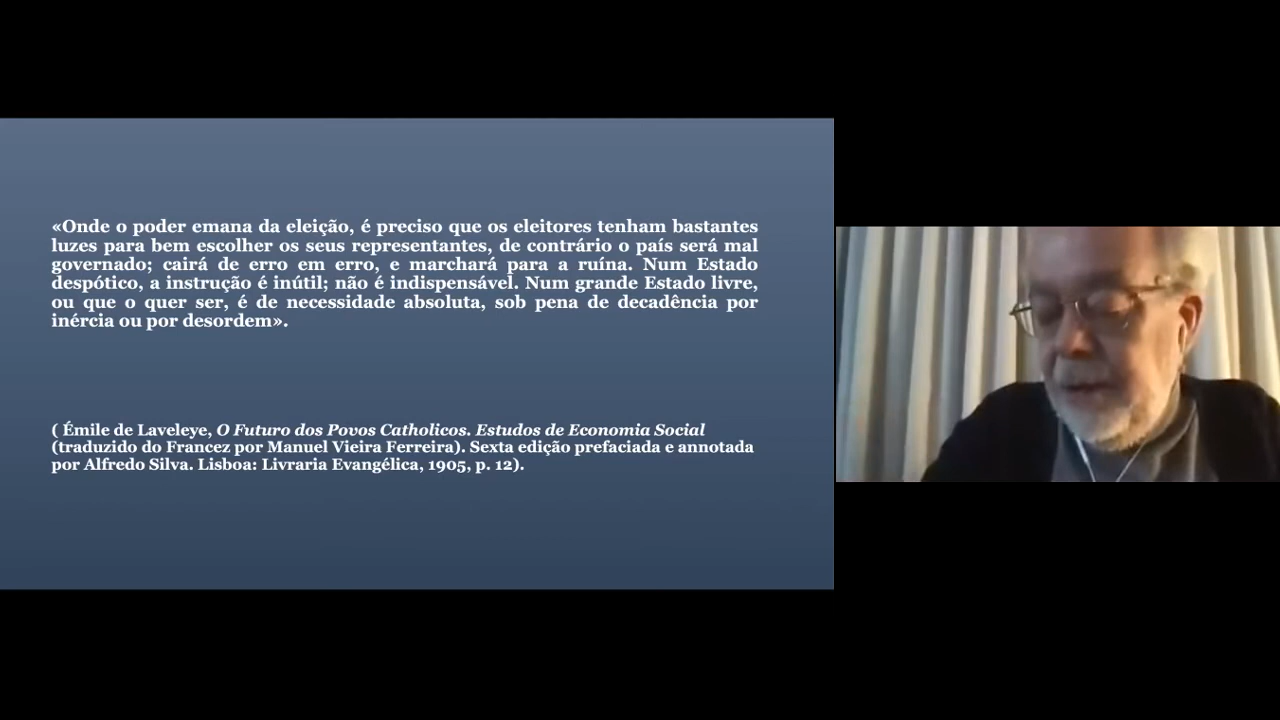 «Onde o poder emana da eleição, é preciso que os eleitores tenham bastantes
luzes para bem escolher os seus representantes, de contrário o país será mal
governado; cairá de erro em erro, e marchará para a ruína. Num Estado
despótico, a instrução é inútil; não é indispensável. Num grande Estado livre,
ou que o quer ser, é de necessidade absoluta, sob pena de decadência por
inércia ou por desordem».
( Émile de Laveleye, O Futuro dos Povos Catholicos. Estudos de Economia Social
(traduzido do Francez por Manuel Vieira Ferreira). Sexta edição prefaciada e annotada
por Alfredo Silva. Lisboa: Livraria Evangélica, 1905, p. 12).